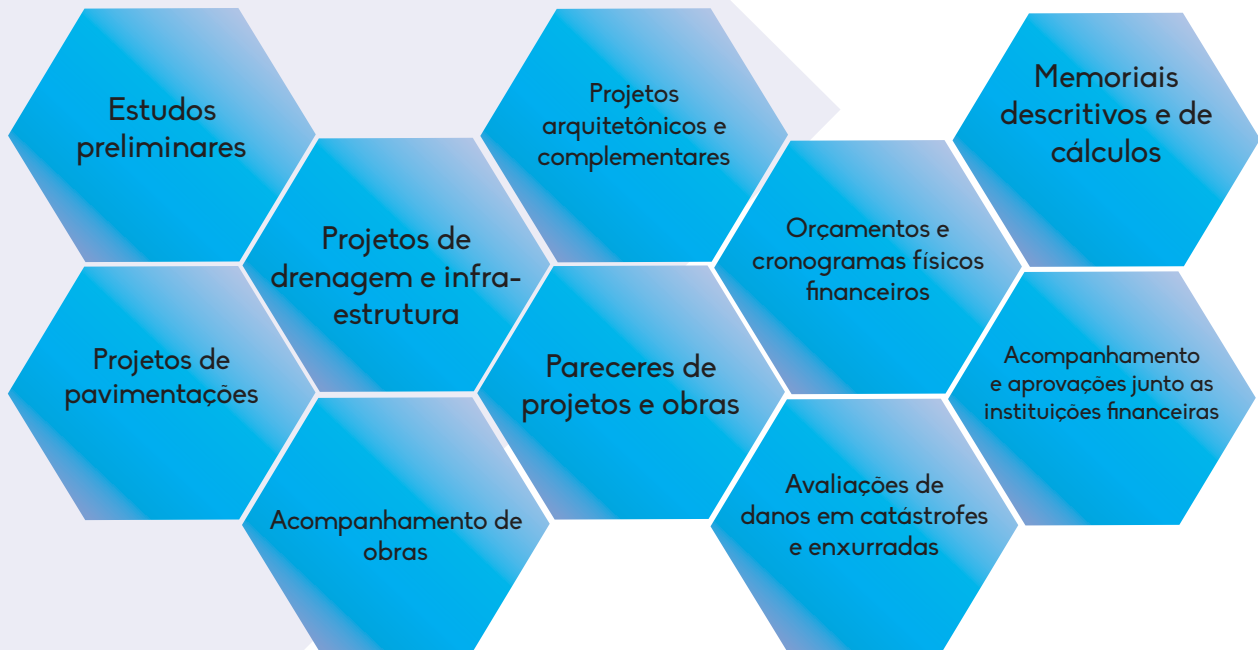 Estudos
preliminares
Projetos
arquitetônicos e
complementares
Memoriais
descritivos e de
cálculos
Projetos de
drenagem e infra-
estrutura
Orçamentos e
cronogramas físicos
financeiros
Projetos de
pavimentações
Pareceres de
projetos e obras
Acompanhamento
e aprovações junto as
instituições financeiras
Acompanhamento de
obras
Avaliações de
danos em catástrofes
e enxurradas